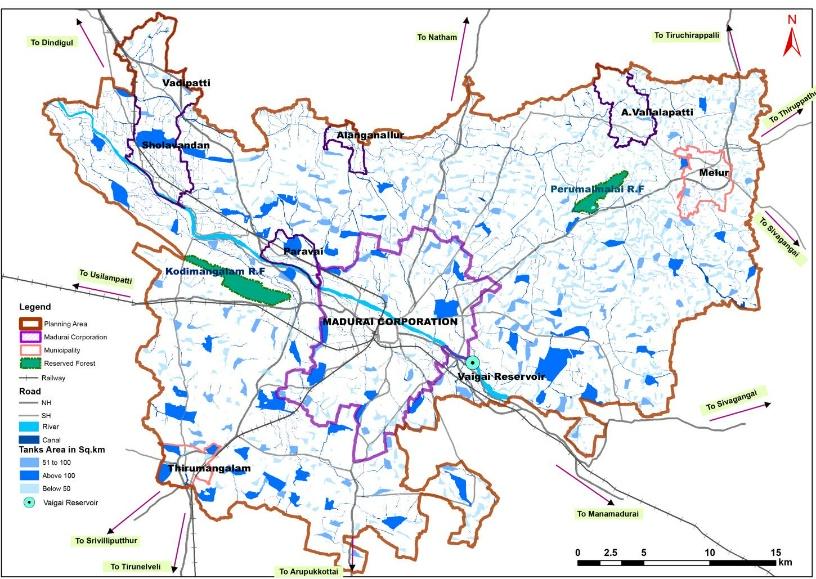 To Dindigul
To Natham
To Tiruchirappalli
N
Vadipatti
To Thiruppathur
A.Vallalapatti
Alanganallur
Sholavandan
Melur
Perumalmalai R.F
To Sivagangai
Paravai
Kodimangalam R.F
To Usilampatti
Legend
Planning Area
Madurai Corporation
Municipality
Reserved Forest
Railway
Road
NH
SH
River
Canal
Tanks Area in Sq.km
51 to 100
Above 100
Below 50
Vaigai Reservoir
MADURAI CORPORATION
Vaigai Reservoir
To Sivagangai
Thirumangalam
To Manamadurai
To Srivilliputthur
To Tirunelveli
To Arupukkottai
0 2.5 5 10 15
km